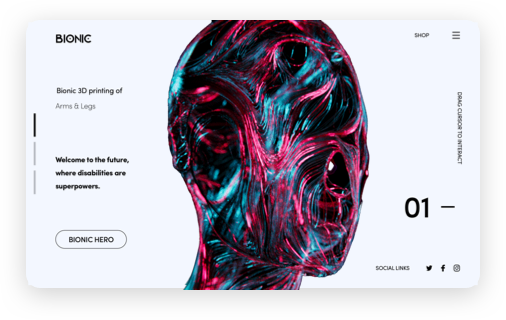 BIONIC
SHOP
Bionic 3D printing of
Arms & Legs
DRAG CURSOR TO INTERACT
Welcome to the future,
where disabilities are
superpowers.
01
BIONIC HERO
SOCIAL LINKS